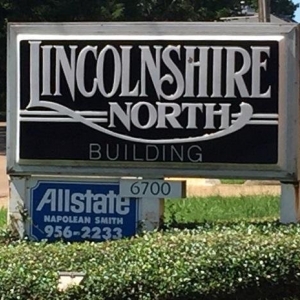 LINCOLNSHIRE
NORTH
BUILDING
6700
Allstate
NAPOLEAN SMITH
956-2233